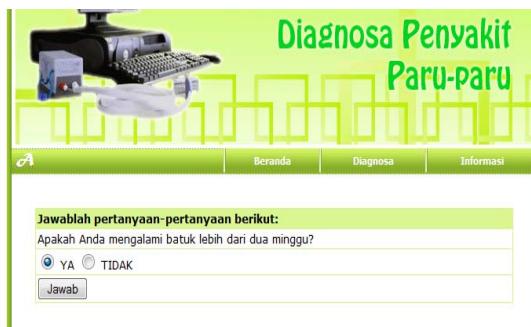 Diagnosa Penyakit
Paru-paru
A
Beranda Diagnosa Informasi
Jawablah pertanyaan-pertanyaan berikut:
Apakah Anda mengalami batuk lebih dari dua minggu?
YA TIDAK
Jawab